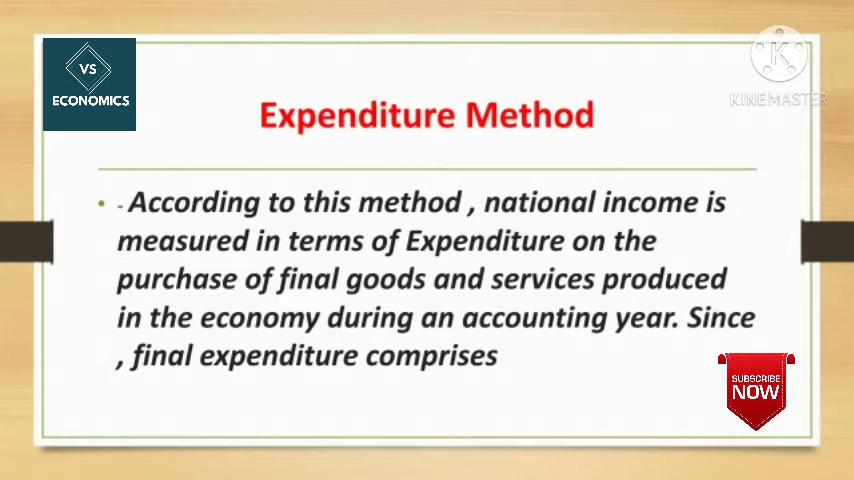 VS
ECONOMICS
K
KINEMASTER
Expenditure Method
• - According to this method , national income is
measured in terms of Expenditure on the
purchase of final goods and services produced
in the economy during an accounting year. Since
, final expenditure comprises
SUBSCRIBE
NOW